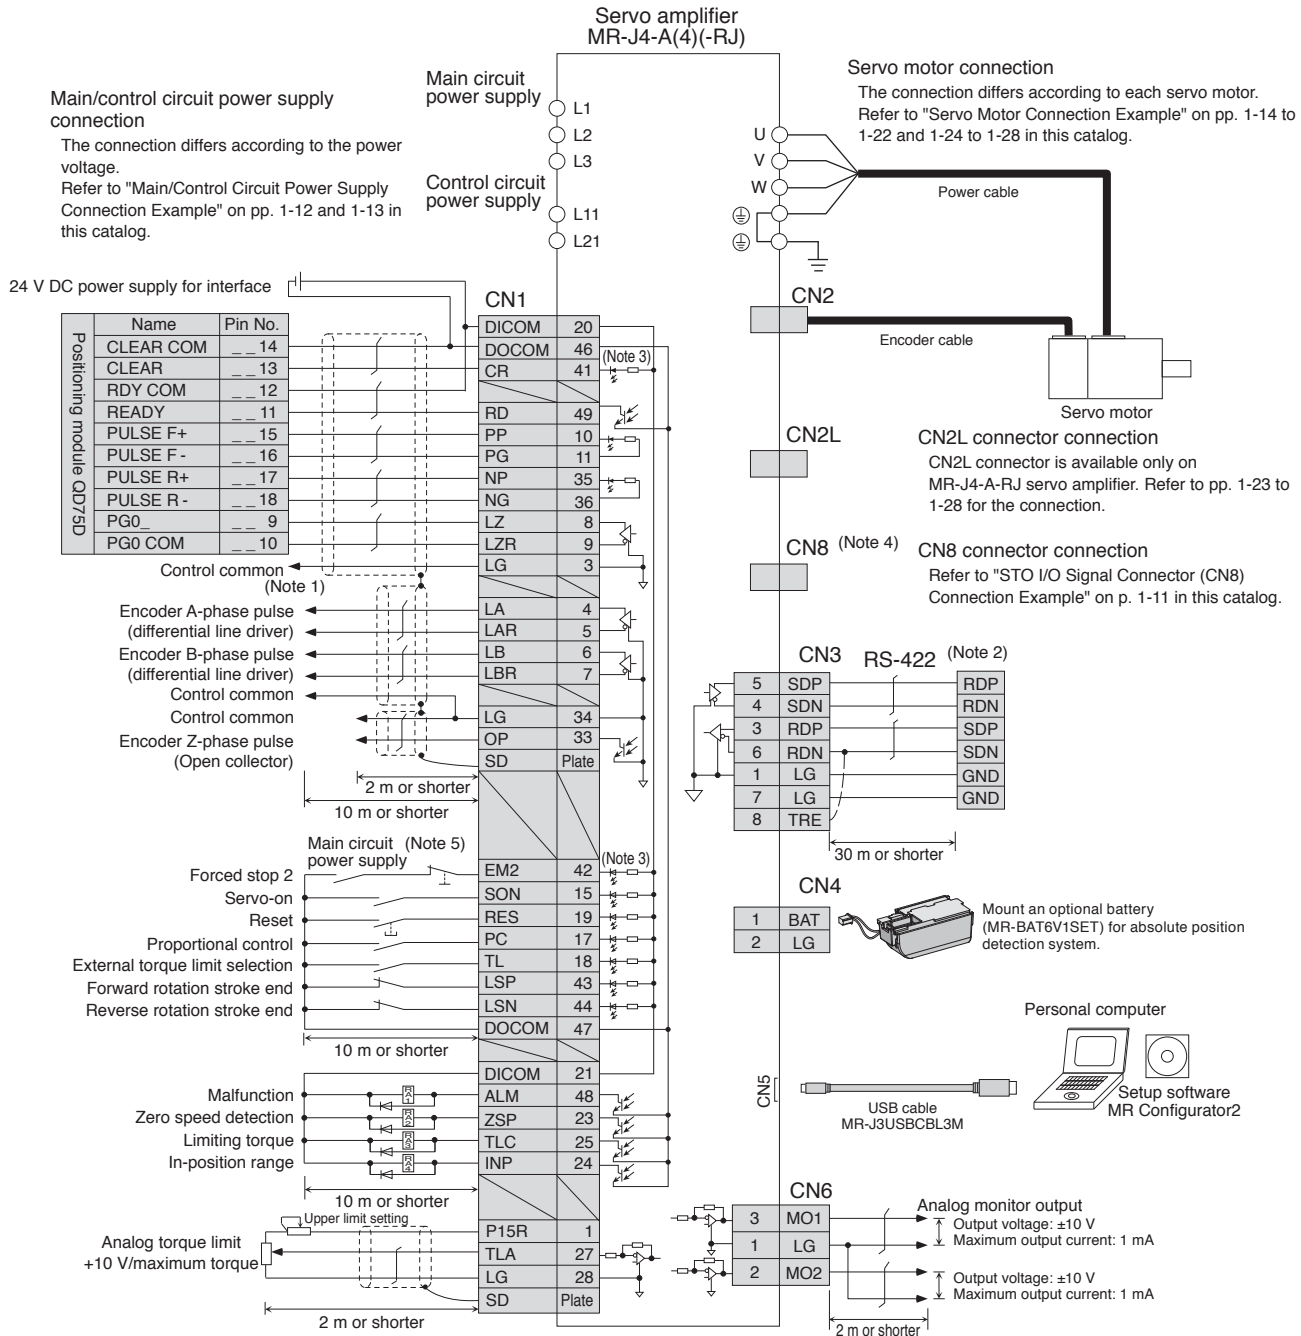 Servo amplifier
MR-J4-A(4)(-RJ)
Main/control circuit power supply
connection
The connection differs according to the power
voltage.
Refer to "Main/Control Circuit Power Supply
Connection Example" on pp. 1-12 and 1-13 in
this catalog.
Main circuit
power supply
L1
L2
L3
Control circuit
power supply
L11
L21
Servo motor connection
The connection differs according to each servo motor.
Refer to "Servo Motor Connection Example" on pp. 1-14 to
1-22 and 1-24 to 1-28 in this catalog.
U
V
W
Power cable
CN2
Encoder cable
Servo motor
24 V DC power supply for interface
Positioning module QD75D
Name Pin No.
CLEAR COM _ _ 14
CLEAR _ _ 13
RDY COM _ _ 12
READY _ _ 11
PULSE F+ _ _ 15
PULSE F - _ _ 16
PULSE R+ _ _ 17
PULSE R - _ _ 18
PG0_ _ _ 9
PG0 COM _ _ 10
Control common
(Note 1)
Encoder A-phase pulse
(differential line driver)
Encoder B-phase pulse
(differential line driver)
Control common
Control common
Encoder Z-phase pulse
(Open collector)
2 m or shorter
10 m or shorter
CN1
DICOM 20
DOCOM 46
(Note 3)
CR 41
RD 49
PP 10
PG 11
NP 35
NG 36
LZ 8
LZR 9
LG 3
LA 4
LAR 5
LB 6
LBR 7
LG 34
OP 33
SD Plate
Main circuit (Note 5)
power supply
(Note 3)
Forced stop 2
EM2 42
Servo-on
SON 15
Reset
RES 19
Proportional control
PC 17
External torque limit selection
TL 18
Forward rotation stroke end
LSP 43
Reverse rotation stroke end
LSN 44
DOCOM 47
10 m or shorter
DICOM 21
Malfunction
RA1
ALM 48
Zero speed detection
RA2
ZSP 23
Limiting torque
RA3
TLC 25
In-position range
RA4
INP 24
10 m or shorter
Upper limit setting
P15R 1
Analog torque limit
+10 V/maximum torque
TLA 27
LG 28
SD Plate
2 m or shorter
CN2L
CN2L connector connection
CN2L connector is available only on
MR-J4-A-RJ servo amplifier. Refer to pp. 1-23 to
1-28 for the connection.
CN8 (Note 4)
CN8 connector connection
Refer to "STO I/O Signal Connector (CN8)
Connection Example" on p. 1-11 in this catalog.
CN3 RS-422 (Note 2)
5 SDP RDP
4 SDN RDN
3 RDP SDP
6 RDN SDN
1 LG GND
7 LG GND
8 TRE
30 m or shorter
CN4
1 BAT
2 LG
Mount an optional battery
(MR-BAT6V1SET) for absolute position
detection system.
Personal computer
CN5
USB cable
MR-J3USBCBL3M
Setup software
MR Configurator2
CN6
3 MO1
1 LG
2 MO2
Analog monitor output
Output voltage: ±10 V
Maximum output current: 1 mA
Output voltage: ±10 V
Maximum output current: 1 mA
2 m or shorter